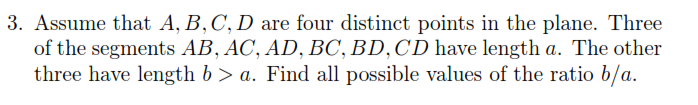 3. Assume that A, B, C, D are four distinct points in the plane. Three
of the segments AB, AC, AD, BC, BD, CD have length a. The other
three have length b > a. Find all possible values of the ratio b/a.